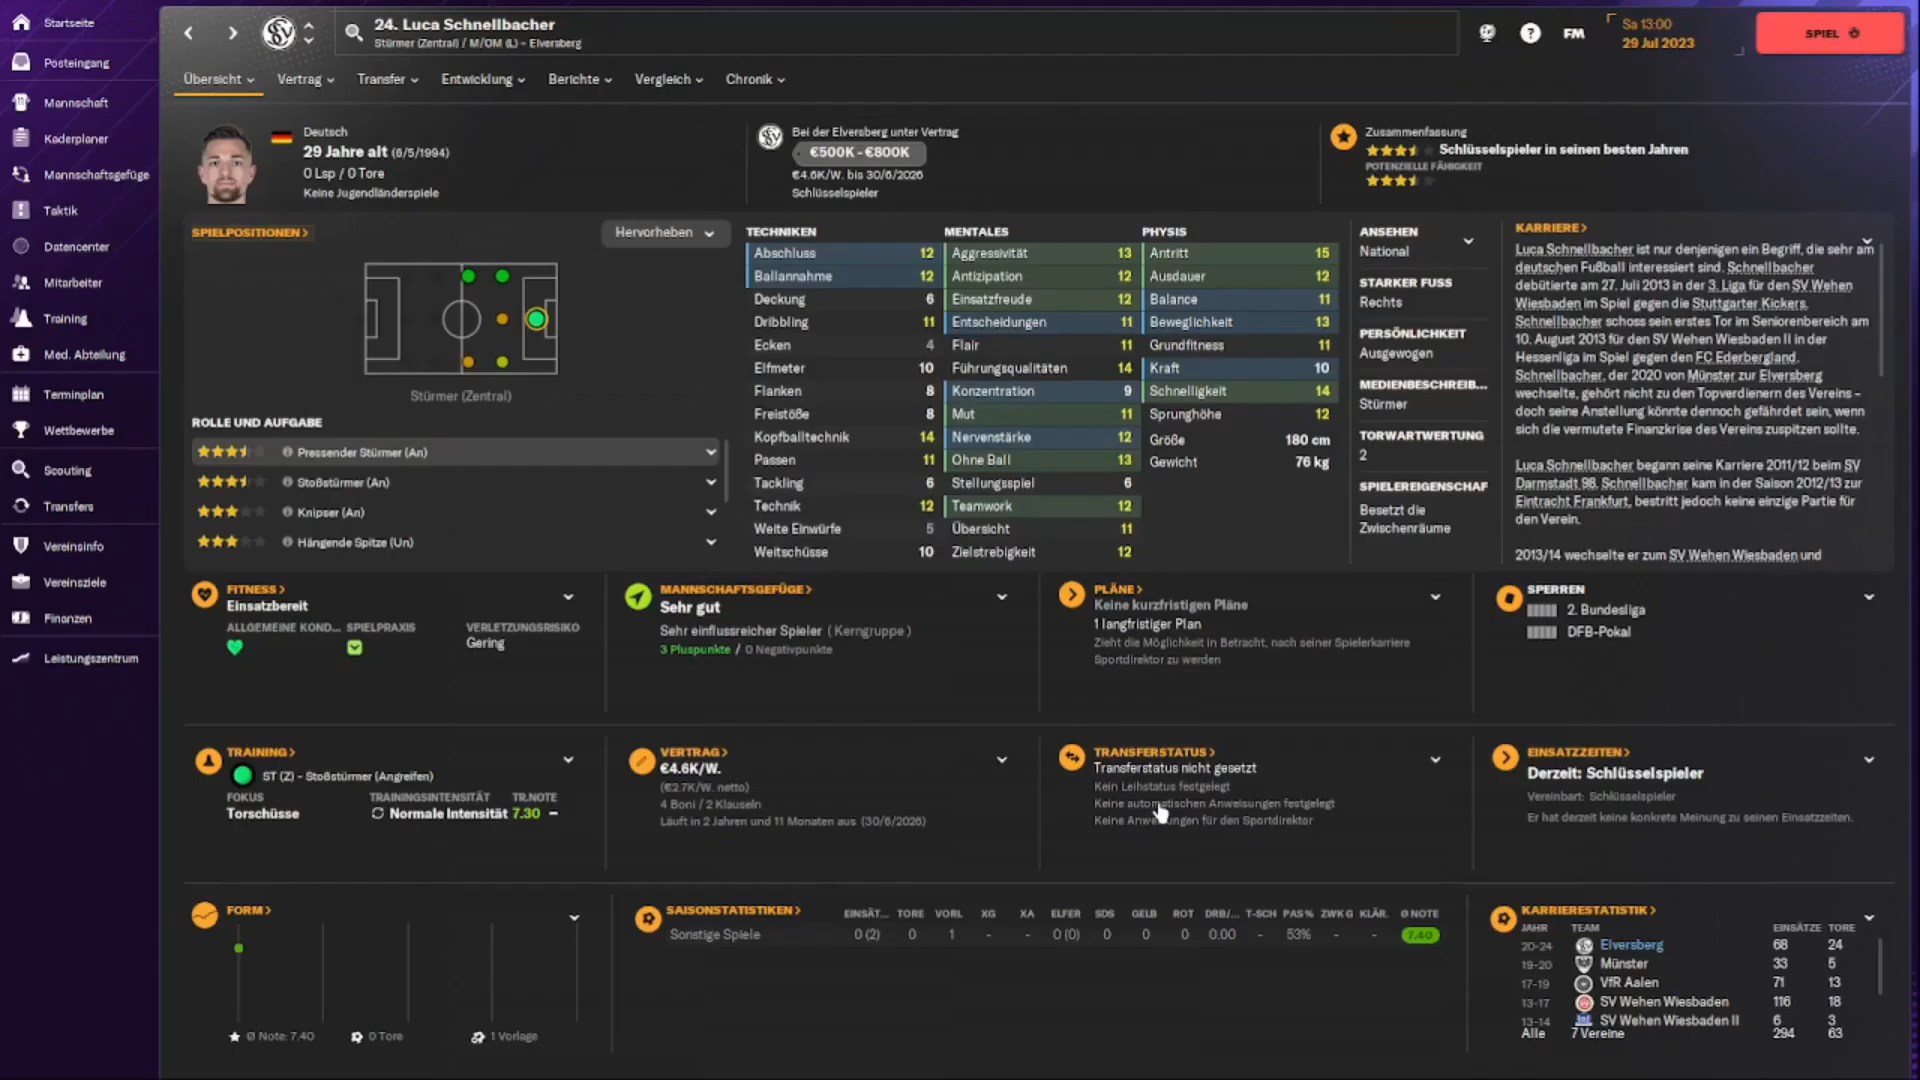 Startseite
Posteingang
Mannschaft
Kaderplaner
Mannschaftsgefüge
Taktik
Datencenter
Mitarbeiter
Training
Med. Abteilung
Terminplan
Wettbewerbe
Scouting
Transfers
Vereinsinfo
Vereinsziele
Finanzen
Leistungszentrum
24. Luca Schnellbacher
Stürmer (Zentral) / M/OM (L) - Elversberg
FM
Sa 13:00
29 Jul 2023
SPIEL
Übersicht Vertrag Transfer Entwicklung Berichte Vergleich Chronik
Deutsch
29 Jahre alt (6/5/1994)
0 Lsp / 0 Tore
Keine Jugendländerspiele
Bei der Elversberg unter Vertrag
€500K - €800K
€4.6K/W. bis 30/6/2026
Schlüsselspieler
Zusammenfassung
Schlüsselspieler in seinen besten Jahren
POTENZIELLE FÄHIGKEIT
SPIELPOSITIONEN >
Hervorheben
Stürmer (Zentral)
ROLLE UND AUFGABE
Pressender Stürmer (An)
Stoßstürmer (An)
Knipser (An)
Hängende Spitze (Un)
TECHNIKEN
Abschluss 12
Ballannahme 12
Deckung 6
Dribbling 11
Ecken 4
Elfmeter 10
Flanken 8
Freistöße 8
Kopfballtechnik 14
Passen 11
Tackling 6
Technik 12
Weite Einwürfe 5
Weitschüsse 10
MENTALES
Aggressivität 13
Antizipation 12
Einsatzfreude 12
Entscheidungen 11
Flair 11
Führungsqualitäten 14
Konzentration 9
Mut 11
Nervenstärke 12
Ohne Ball 13
Stellungsspiel 6
Teamwork 12
Übersicht 11
Zielstrebigkeit 12
PHYSIS
Antritt 15
Ausdauer 12
Balance 11
Beweglichkeit 13
Grundfitness 11
Kraft 10
Schnelligkeit 14
Sprunghöhe 12
Größe 180 cm
Gewicht 76 kg
ANSEHEN
National
STARKER FUSS
Rechts
PERSÖNLICHKEIT
Ausgewogen
MEDIENBESCHREIB...
Stürmer
TORWARTWERTUNG
2
SPIELEREIGENSCHAF
Besetzt die
Zwischenräume
KARRIERE >
Luca Schnellbacher ist nur denjenigen ein Begriff, die sehr am
deutschen Fußball interessiert sind. Schnellbacher
debütierte am 27. Juli 2013 in der 3. Liga für den SV Wehen
Wiesbaden im Spiel gegen die Stuttgarter Kickers.
Schnellbacher schoss sein erstes Tor im Seniorenbereich am
10. August 2013 für den SV Wehen Wiesbaden II in der
Hessenliga im Spiel gegen den FC Ederbergland.
Schnellbacher, der 2020 von Münster zur Elversberg
wechselte, gehört nicht zu den Topverdienern des Vereins –
doch seine Anstellung könnte dennoch gefährdet sein, wenn
sich die vermutete Finanzkrise des Vereins zuspitzen sollte.
Luca Schnellbacher begann seine Karriere 2011/12 beim SV
Darmstadt 98. Schnellbacher kam in der Saison 2012/13 zur
Eintracht Frankfurt, bestritt jedoch keine einzige Partie für
den Verein.
2013/14 wechselte er zum SV Wehen Wiesbaden und
FITNESS >
Einsatzbereit
ALLGEMEINE KOND... SPIELPRAXIS VERLETZUNGSRISIKO
Gering
MANNSCHAFTSGEFÜGE >
Sehr gut
Sehr einflussreicher Spieler ( Kerngruppe )
3 Pluspunkte / 0 Negativpunkte
PLÄNE >
Keine kurzfristigen Pläne
1 langfristiger Plan
Zieht die Möglichkeit in Betracht, nach seiner Spielerkarriere
Sportdirektor zu werden
SPERREN
2. Bundesliga
DFB-Pokal
TRAINING >
ST (Z) - Stoßstürmer (Angreifen)
FOKUS TRAININGSINTENSITÄT TR.NOTE
Torschüsse Normale Intensität 7.30 –
VERTRAG >
€4.6K/W.
(€2.7K/W. netto)
4 Boni / 2 Klauseln
Läuft in 2 Jahren und 11 Monaten aus (30/6/2026)
TRANSFERSTATUS >
Transferstatus nicht gesetzt
Kein Leihstatus festgelegt
Keine automatischen Anweisungen festgelegt
Keine Anweisungen für den Sportdirektor
EINSATZZEITEN >
Derzeit: Schlüsselspieler
Vereinbart: Schlüsselspieler
Er hat derzeit keine konkrete Meinung zu seinen Einsatzzeiten.
FORM >
Ø Note: 7.40 0 Tore 1 Vorlage
SAISONSTATISTIKEN > EINSÄT... TORE VORL XG XA ELFER SDS GELB ROT DRB/... T-SCH PAS% ZWK G KLÄR. Ø NOTE
Sonstige Spiele 0 (2) 0 1 - - 0 (0) 0 0 0 0.00 - 53% - - 7.40
KARRIERESTATISTIK >
JAHR TEAM EINSÄTZE TORE
20-24 Elversberg 68 24
19-20 Münster 33 5
17-19 VfR Aalen 71 13
13-17 SV Wehen Wiesbaden 116 18
13-14 SV Wehen Wiesbaden II 6 3
Alle 7 Vereine 294 63